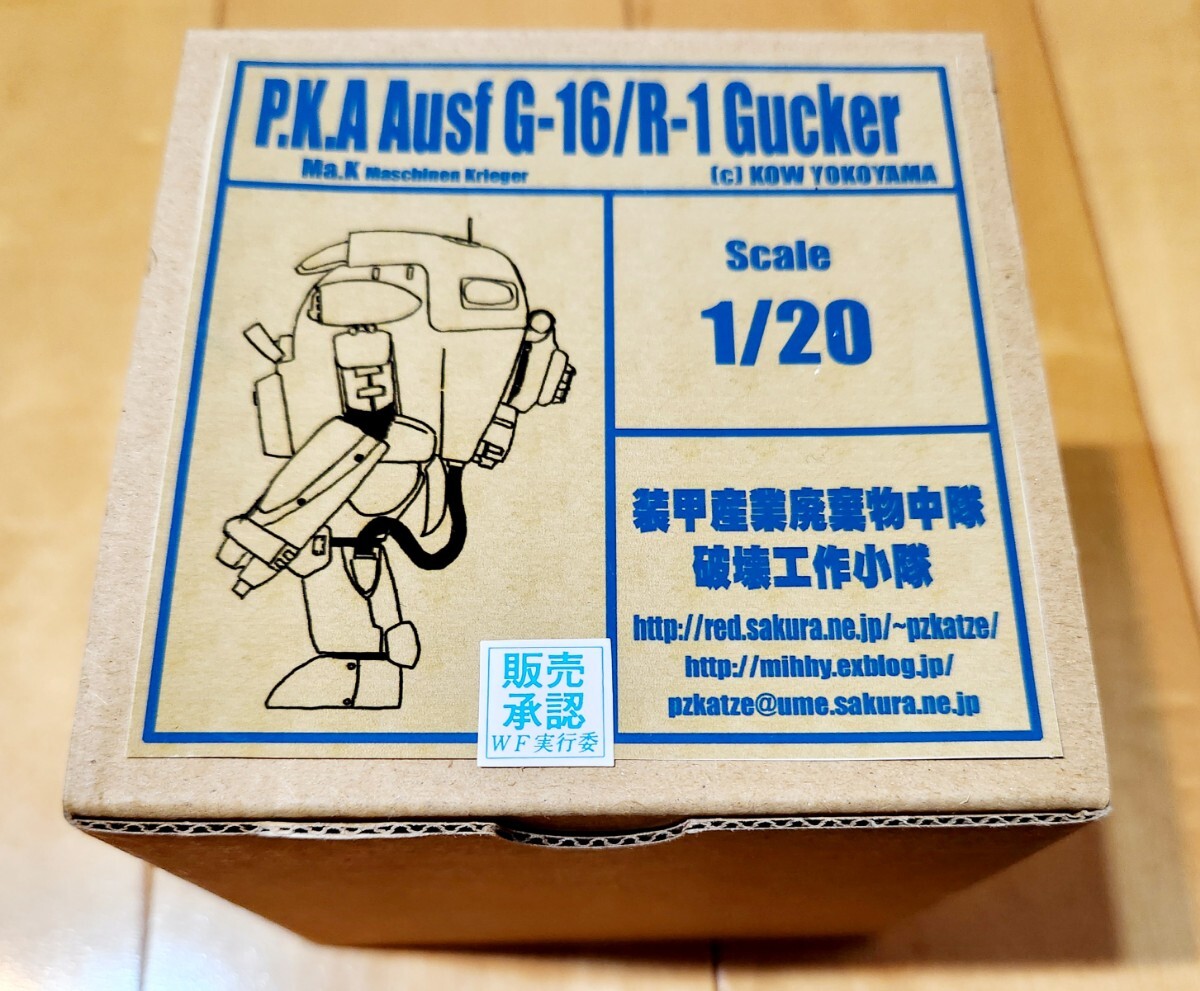 P.K.A Ausf G-16/R-1 Gucker
Ma.K Maschinen Krieger
(c) KOW YOKOYAMA
Scale
1/20
装甲産業廃棄物中隊
破壊工作小隊
http://red.sakura.ne.jp/~pzkatze/
http://mihhy.exblog.jp/
pzkatze@ume.sakura.ne.jp
販売
承認
WF実行委